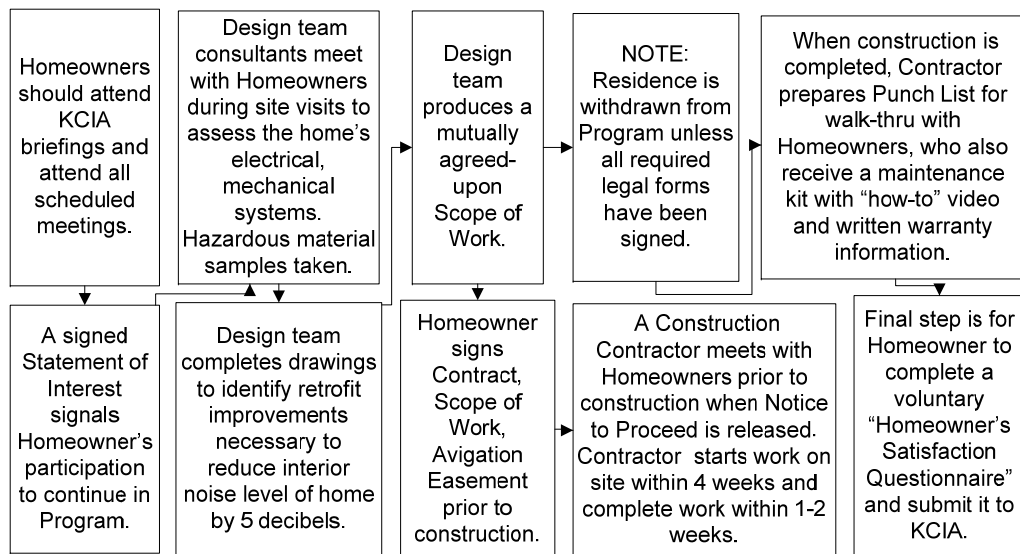 Homeowners
should attend
KCIA
briefings and
attend all
scheduled
meetings.
A signed
Statement of
Interest
signals
Homeowner's
participation
to continue in
Program.
Design team
consultants meet
with Homeowners
during site visits to
assess the home's
electrical,
mechanical
systems.
Hazardous material
samples taken.
Design team
completes drawings
to identify retrofit
improvements
necessary to
reduce interior
noise level of home
by 5 decibels.
Design
team
produces a
mutually
agreed-
upon
Scope of
Work.
Homeowner
signs
Contract,
Scope of
Work,
Avigation
Easement
prior to
construction.
NOTE:
Residence is
withdrawn from
Program unless
all required
legal forms
have been
signed.
A Construction
Contractor meets with
Homeowners prior to
construction when Notice
to Proceed is released.
Contractor starts work on
site within 4 weeks and
complete work within 1-2
weeks.
When construction is
completed, Contractor
prepares Punch List for
walk-thru with
Homeowners, who also
receive a maintenance
kit with “how-to” video
and written warranty
information.
Final step is for
Homeowner to
complete a
voluntary
“Homeowner's
Satisfaction
Questionnaire”
and submit it to
KCIA.